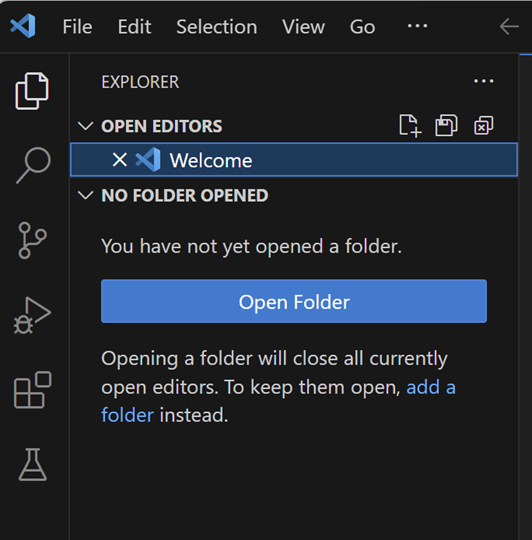 File Edit Selection View Go ...
EXPLORER ...
OPEN EDITORS
Welcome
NO FOLDER OPENED
You have not yet opened a folder.
Open Folder
Opening a folder will close all currently
open editors. To keep them open, add a
folder instead.